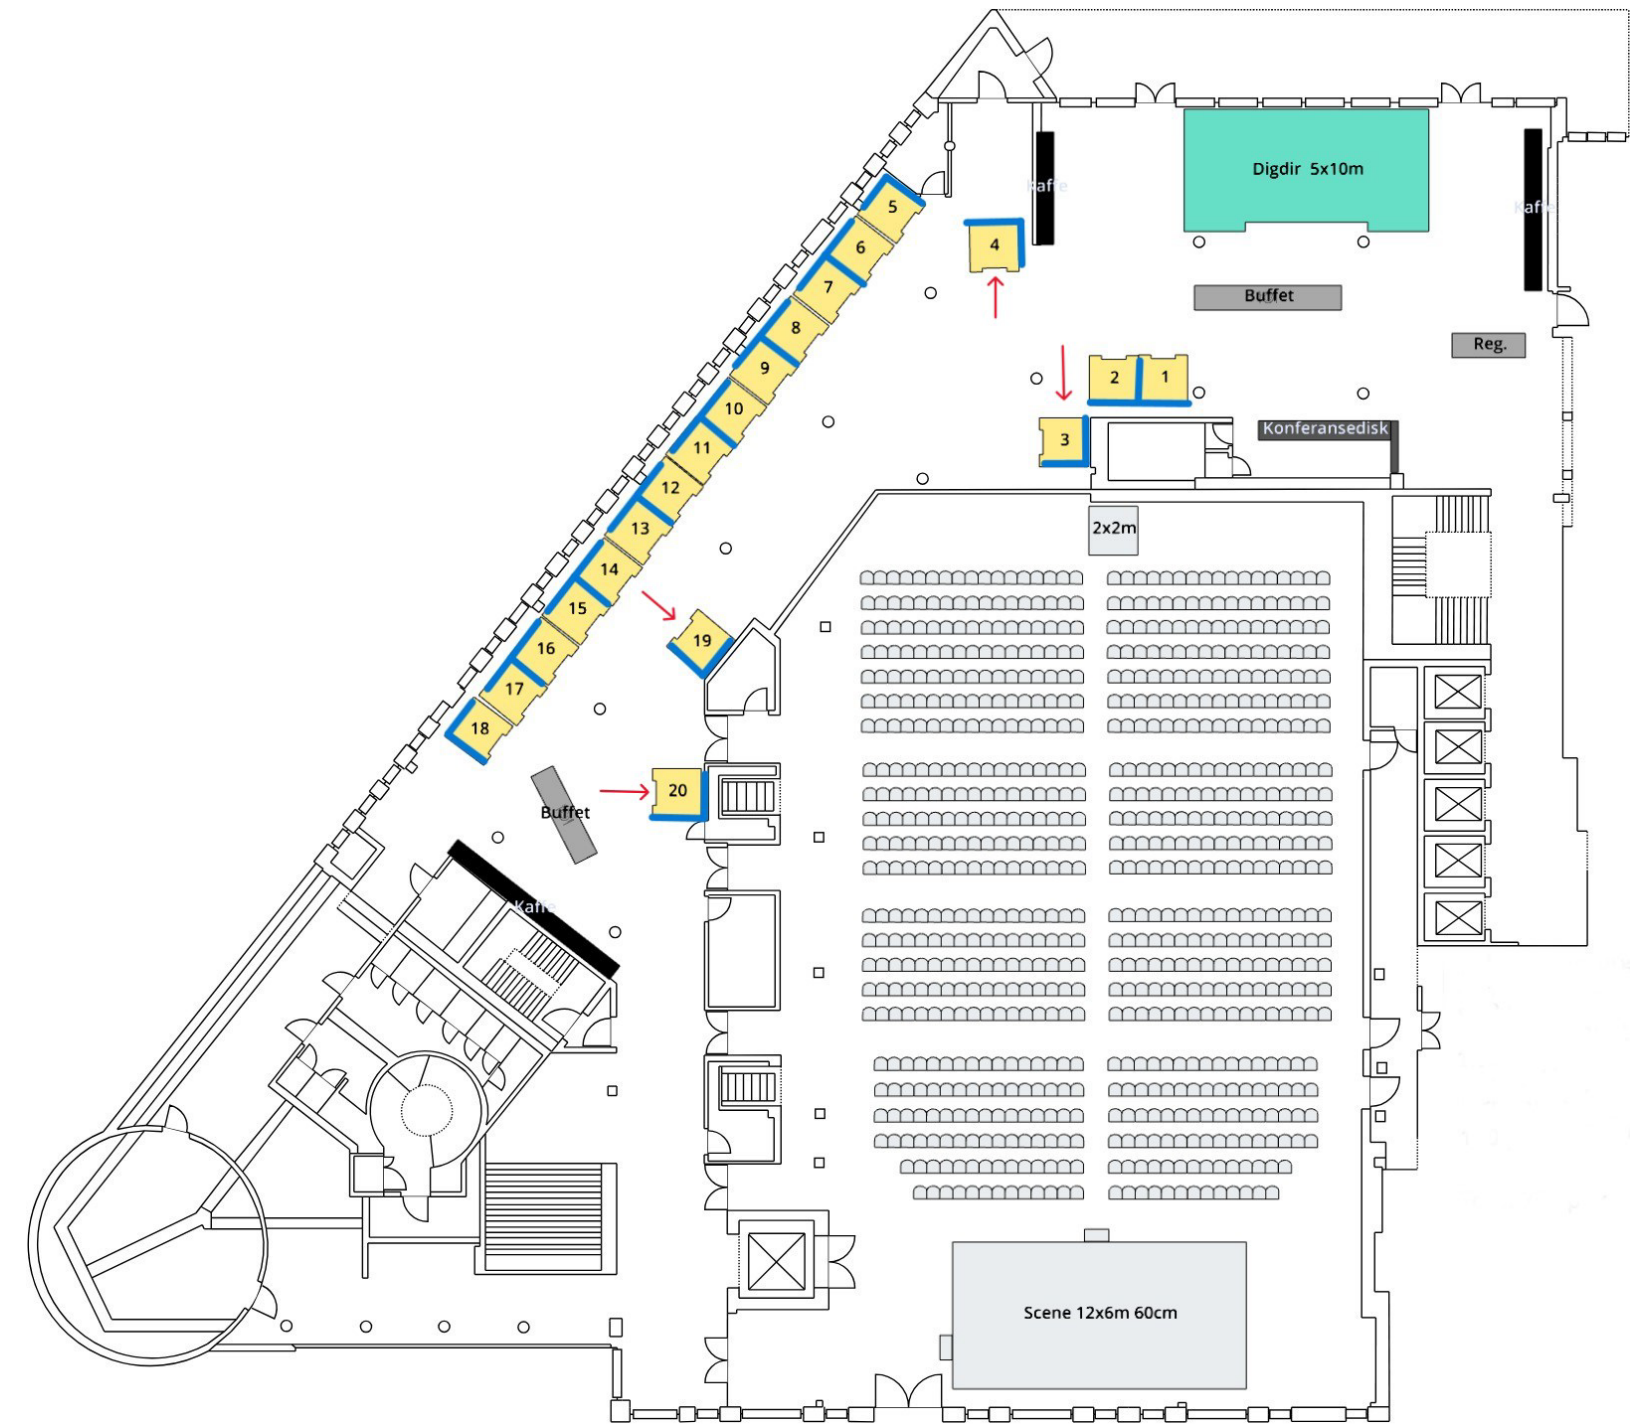 Digdir 5x10m
Kaffe
Kaffe
5
6
4
7
Buffet
8
Reg.
9
2
1
10
Konferansedisk
3
11
12
2x2m
13
14
15
19
16
17
18
20
Buffet
Kaffe
Scene 12x6m 60cm